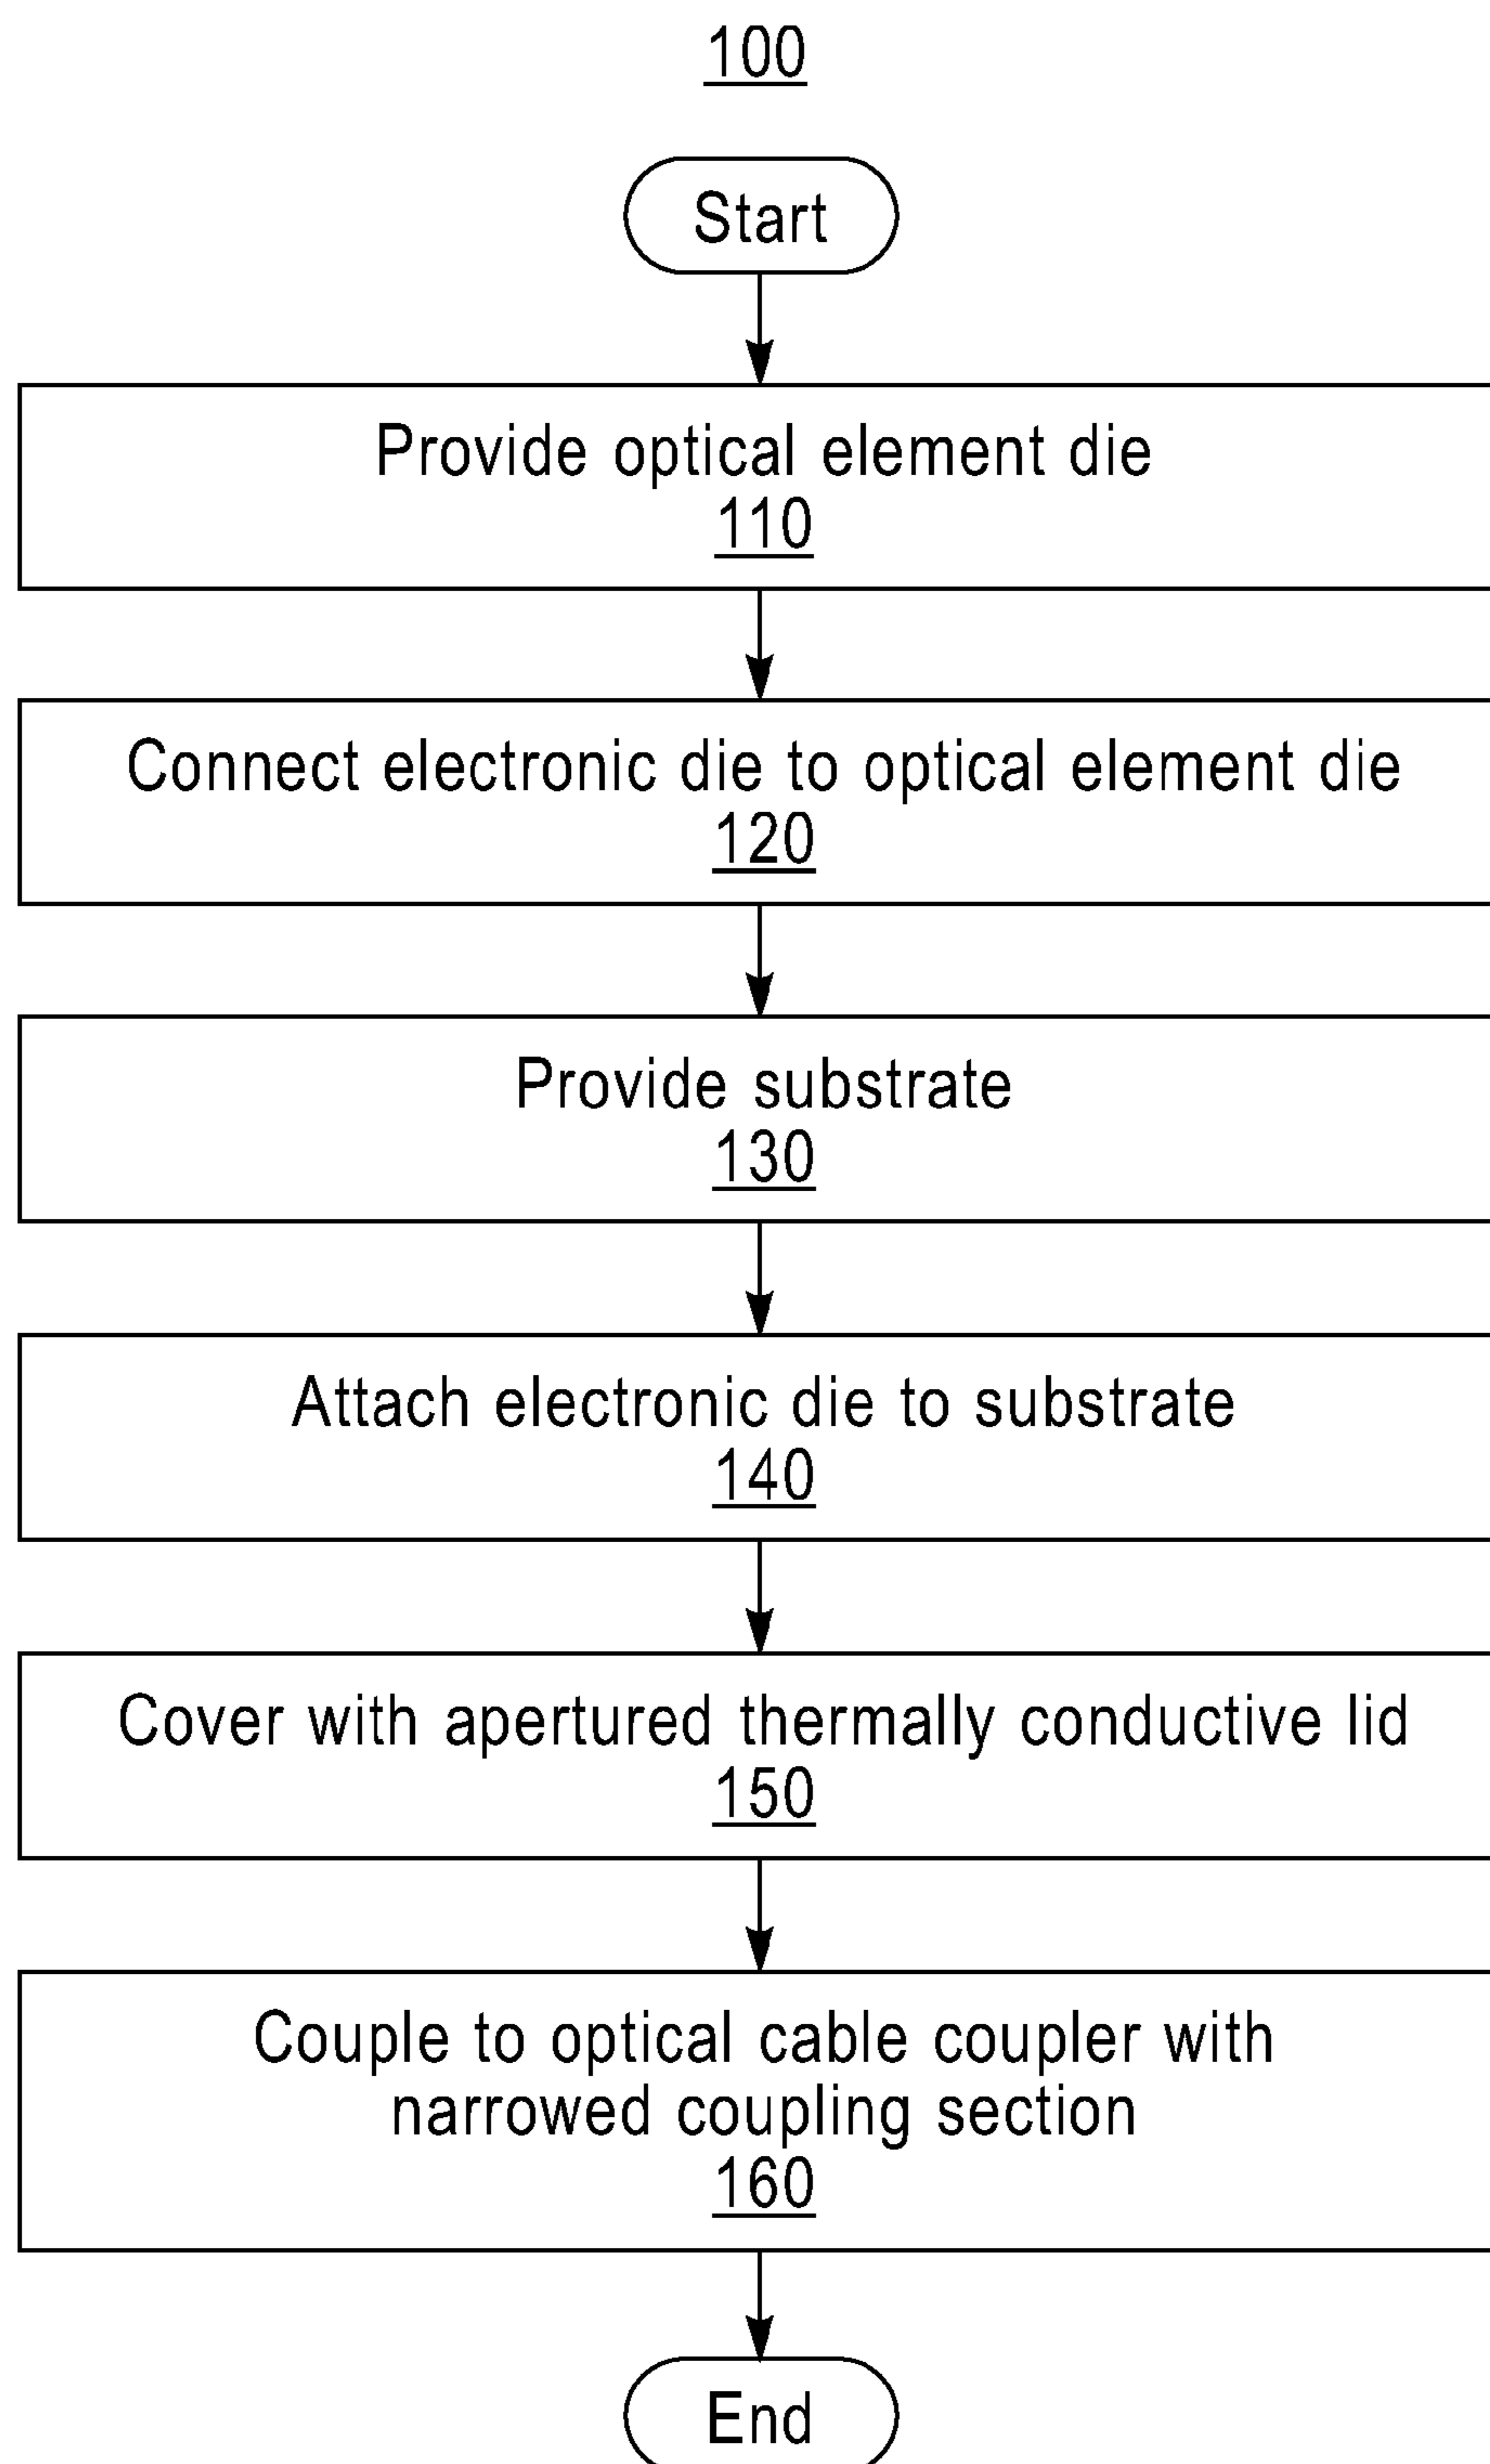 100
Start
Provide optical element die
110
Connect electronic die to optical element die
120
Provide substrate
130
Attach electronic die to substrate
140
Cover with apertured thermally conductive lid
150
Couple to optical cable coupler with
narrowed coupling section
160
End